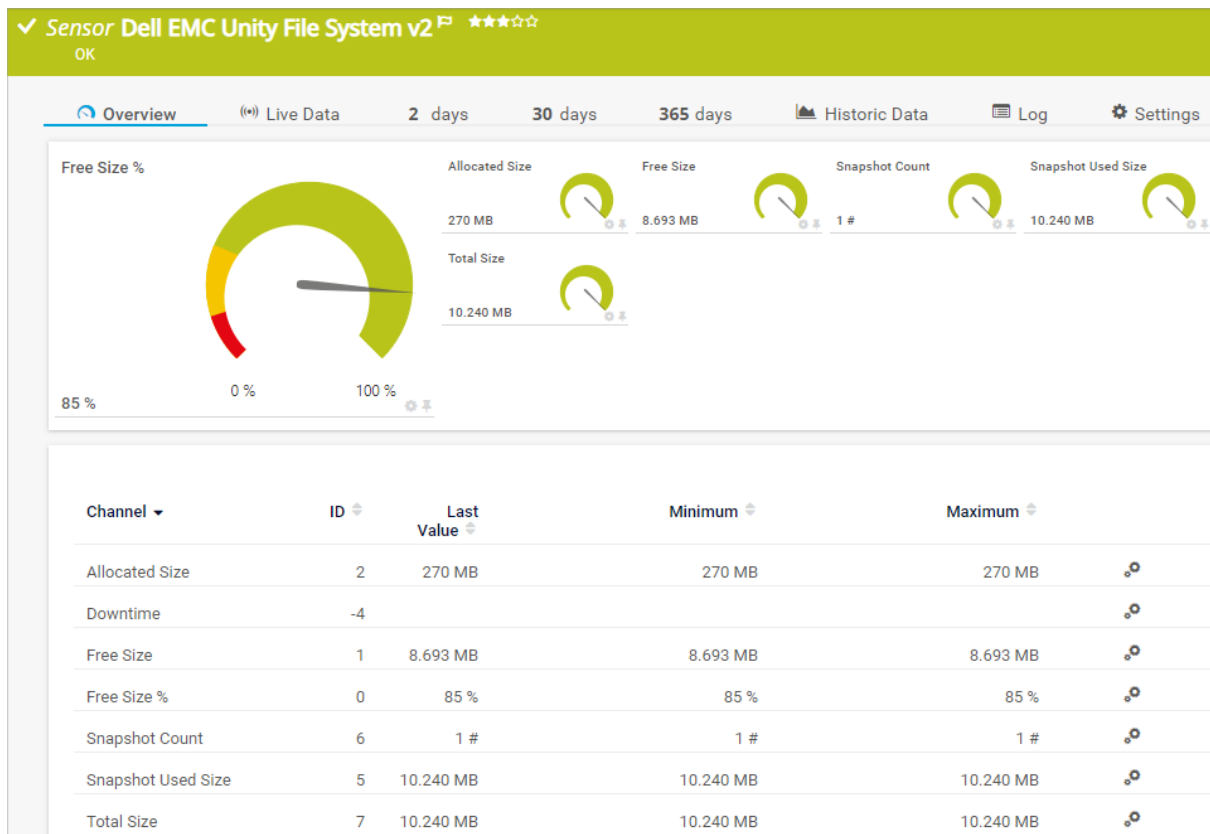 Sensor Dell EMC Unity File System v2
OK
Overview Live Data 2 days 30 days 365 days Historic Data Log Settings
Free Size %
0 %
100 %
85 %
Allocated Size
270 MB
Free Size
8.693 MB
Snapshot Count
1 #
Snapshot Used Size
10.240 MB
Total Size
10.240 MB
Channel ID Last Value Minimum Maximum
Allocated Size 2 270 MB 270 MB 270 MB
Downtime -4
Free Size 1 8.693 MB 8.693 MB 8.693 MB
Free Size % 0 85 % 85 % 85 %
Snapshot Count 6 1 # 1 # 1 #
Snapshot Used Size 5 10.240 MB 10.240 MB 10.240 MB
Total Size 7 10.240 MB 10.240 MB 10.240 MB